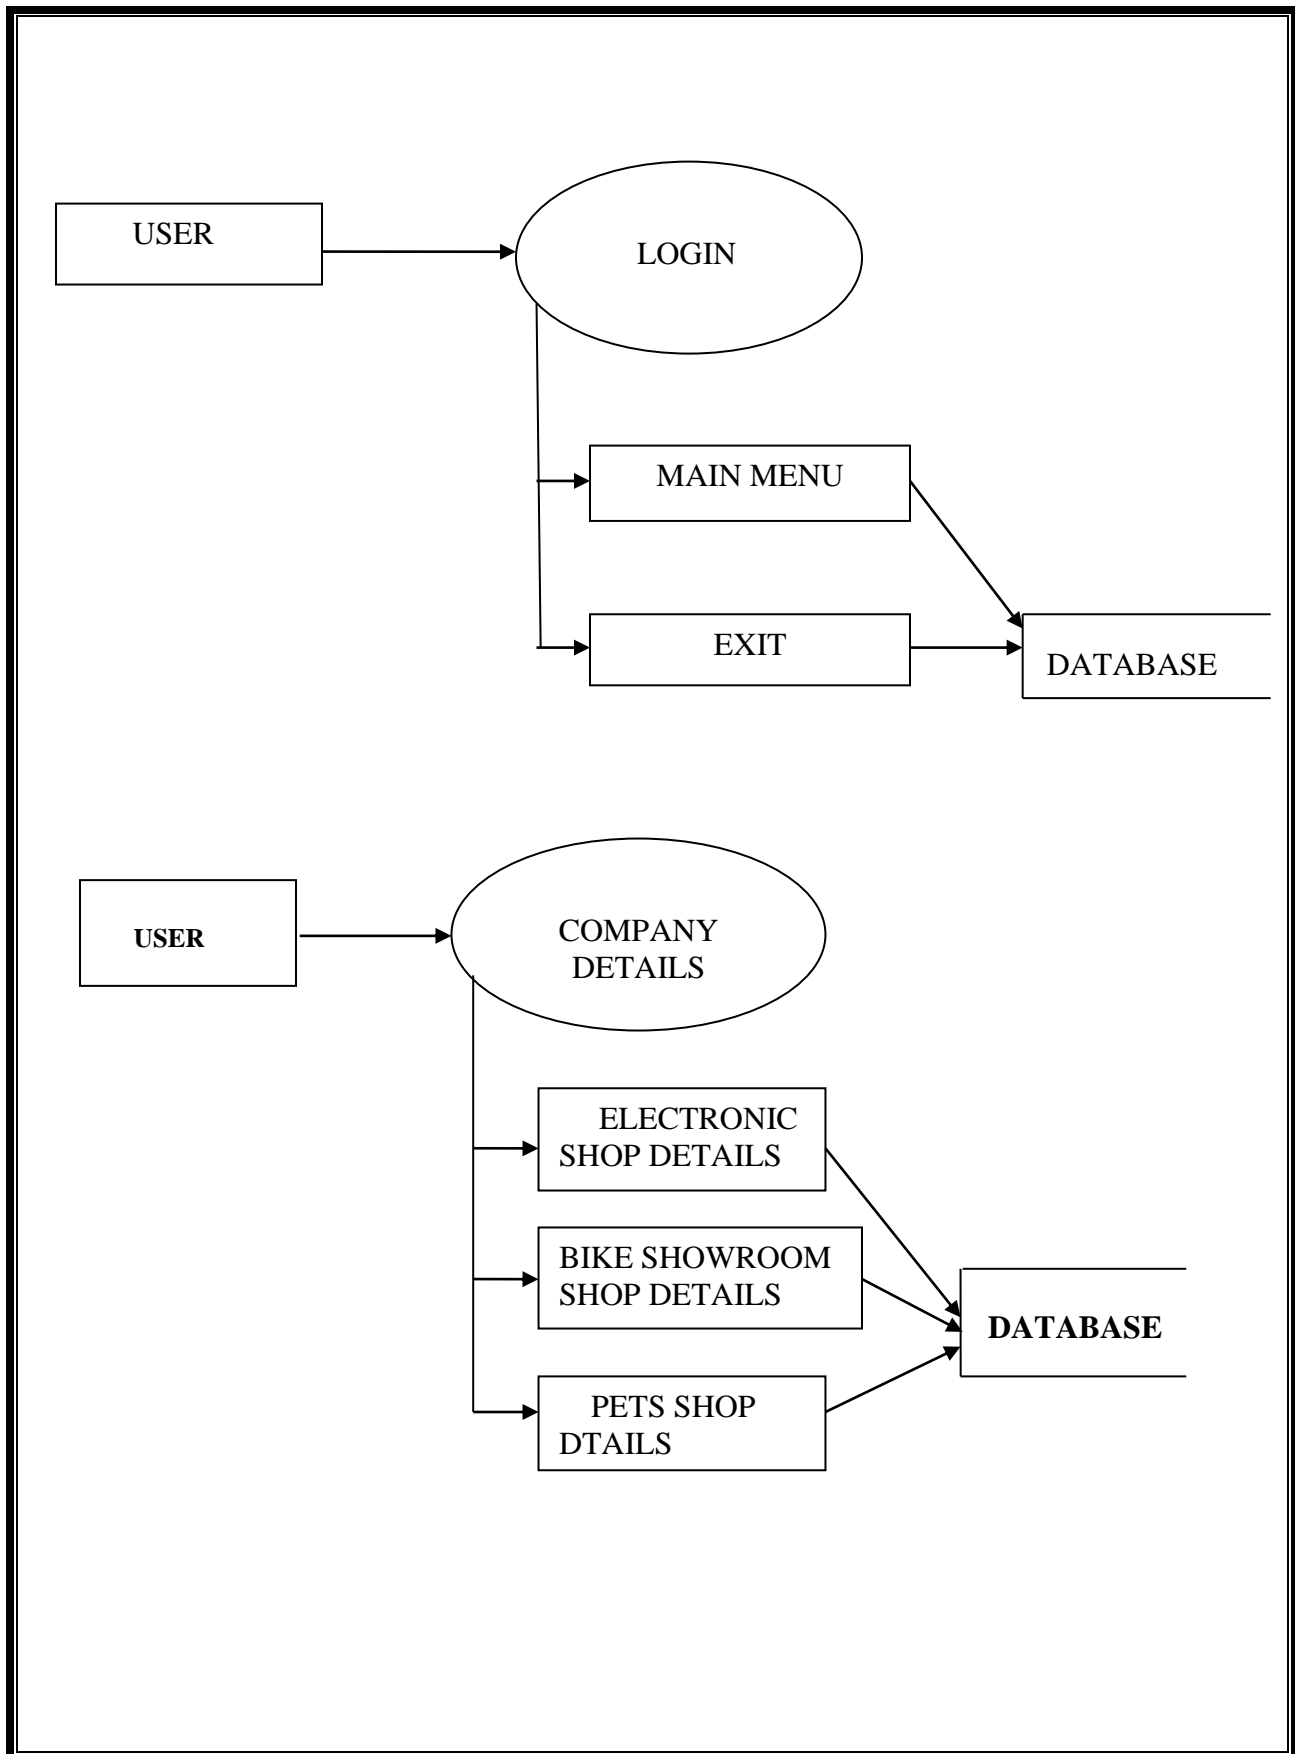 USER
LOGIN
MAIN MENU
EXIT
DATABASE
USER
COMPANY
DETAILS
ELECTRONIC
SHOP DETAILS
BIKE SHOWROOM
SHOP DETAILS
DATABASE
PETS SHOP
DTAILS